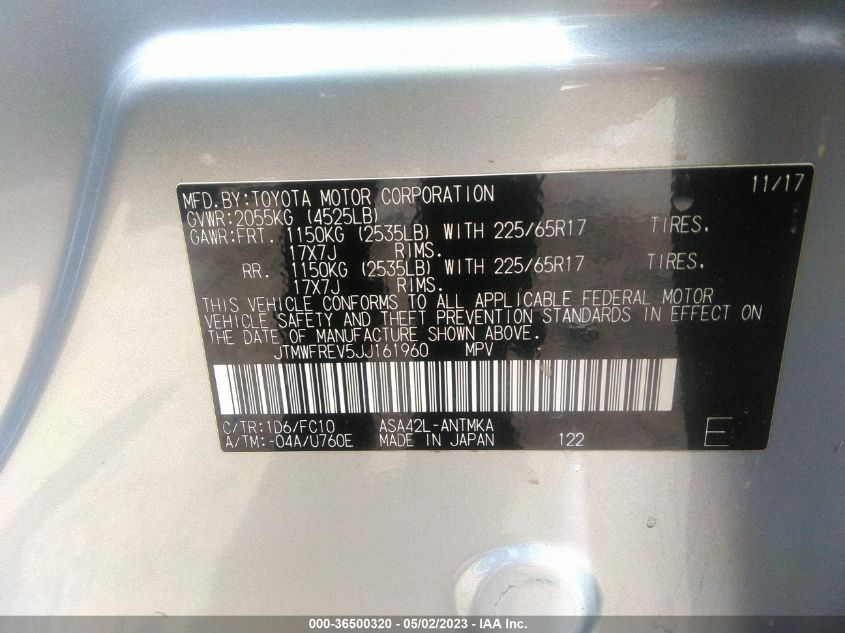 11/17
MFD.BY:TOYOTA MOTOR CORPORATION
GVWR:2055KG (4525LB)
GAWR:FRT. 1150KG (2535LB) WITH 225/65R17 TIRES.
17X7J RIMS.
RR. 1150KG (2535LB) WITH 225/65R17 TIRES.
17X7J RIMS.
THIS VEHICLE CONFORMS TO ALL APPLICABLE FEDERAL MOTOR
VEHICLE SAFETY AND THEFT PREVENTION STANDARDS IN EFFECT ON
THE DATE OF MANUFACTURE SHOWN ABOVE.
JTMWFREV5JJ161960 MPV
C/TR:1D6/FC10 ASA42L-ANTMKA
A/TM:-04A/U760E MADE IN JAPAN 122 E
000-36500320 - 05/02/2023 - IAA Inc.